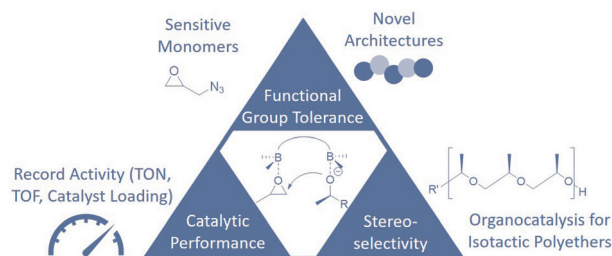 Sensitive
Monomers
O
N3
Novel
Architectures
Functional
Group Tolerance
B
B
O
O
⊖
R
Record Activity (TON,
TOF, Catalyst Loading)
Catalytic
Performance
Stereo-
selectivity
R'
O
O
O
H
Organocatalysis for
Isotactic Polyethers